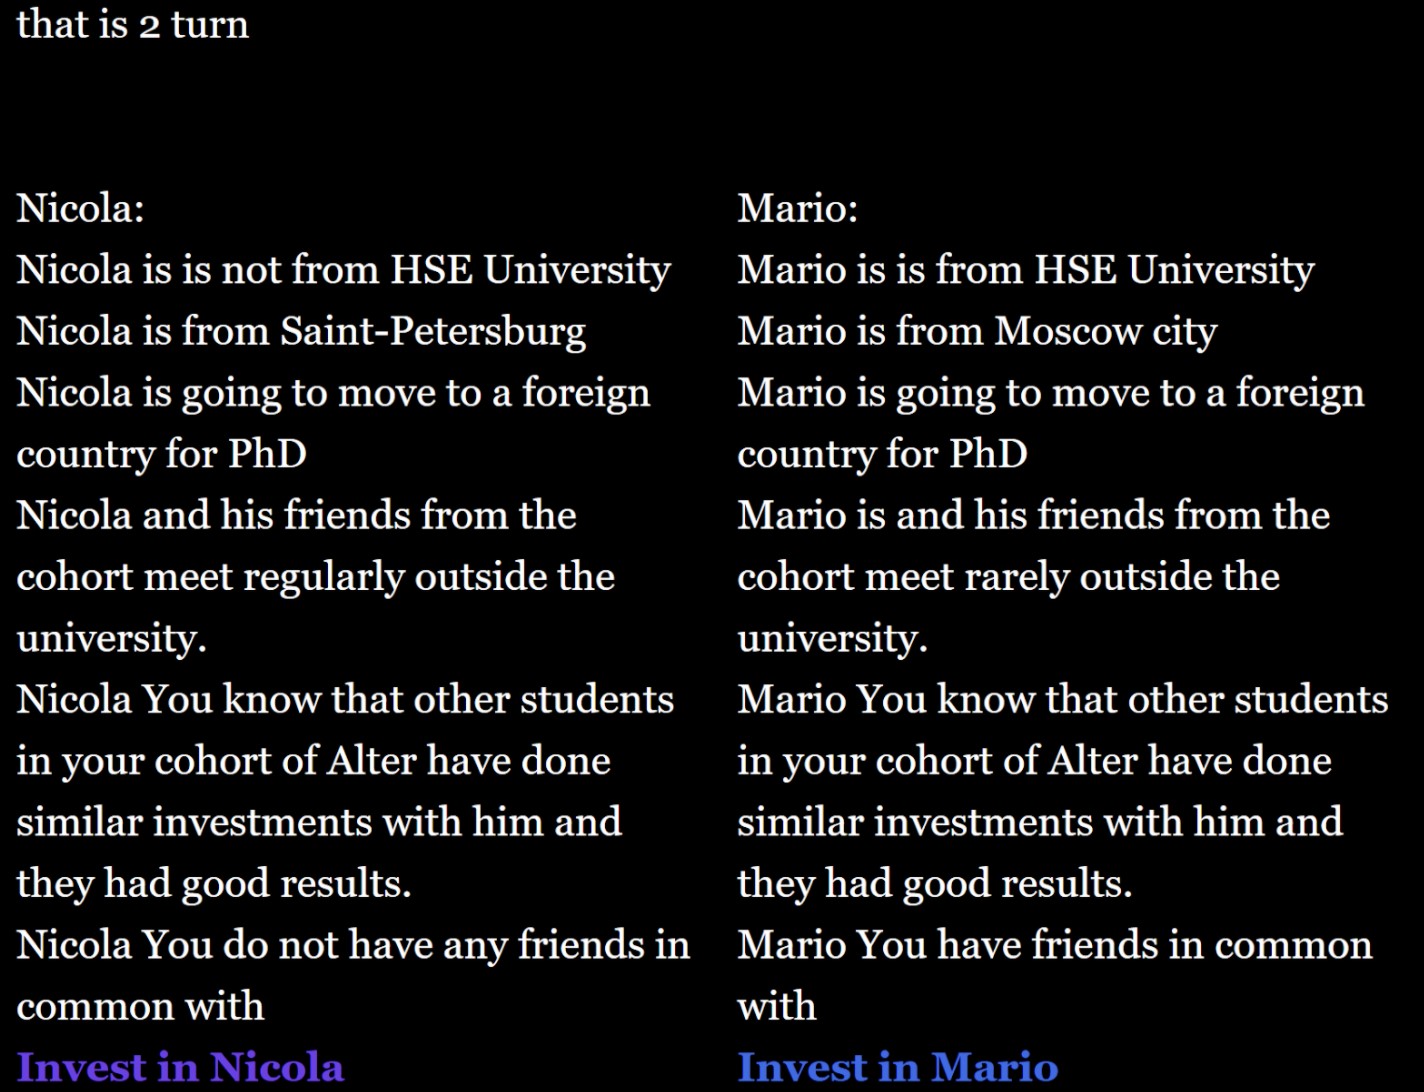 that is 2 turn
Nicola:
Nicola is is not from HSE University
Nicola is from Saint-Petersburg
Nicola is going to move to a foreign
country for PhD
Nicola and his friends from the
cohort meet regularly outside the
university.
Nicola You know that other students
in your cohort of Alter have done
similar investments with him and
they had good results.
Nicola You do not have any friends in
common with
Invest in Nicola
Mario:
Mario is is from HSE University
Mario is from Moscow city
Mario is going to move to a foreign
country for PhD
Mario is and his friends from the
cohort meet rarely outside the
university.
Mario You know that other students
in your cohort of Alter have done
similar investments with him and
they had good results.
Mario You have friends in common
with
Invest in Mario